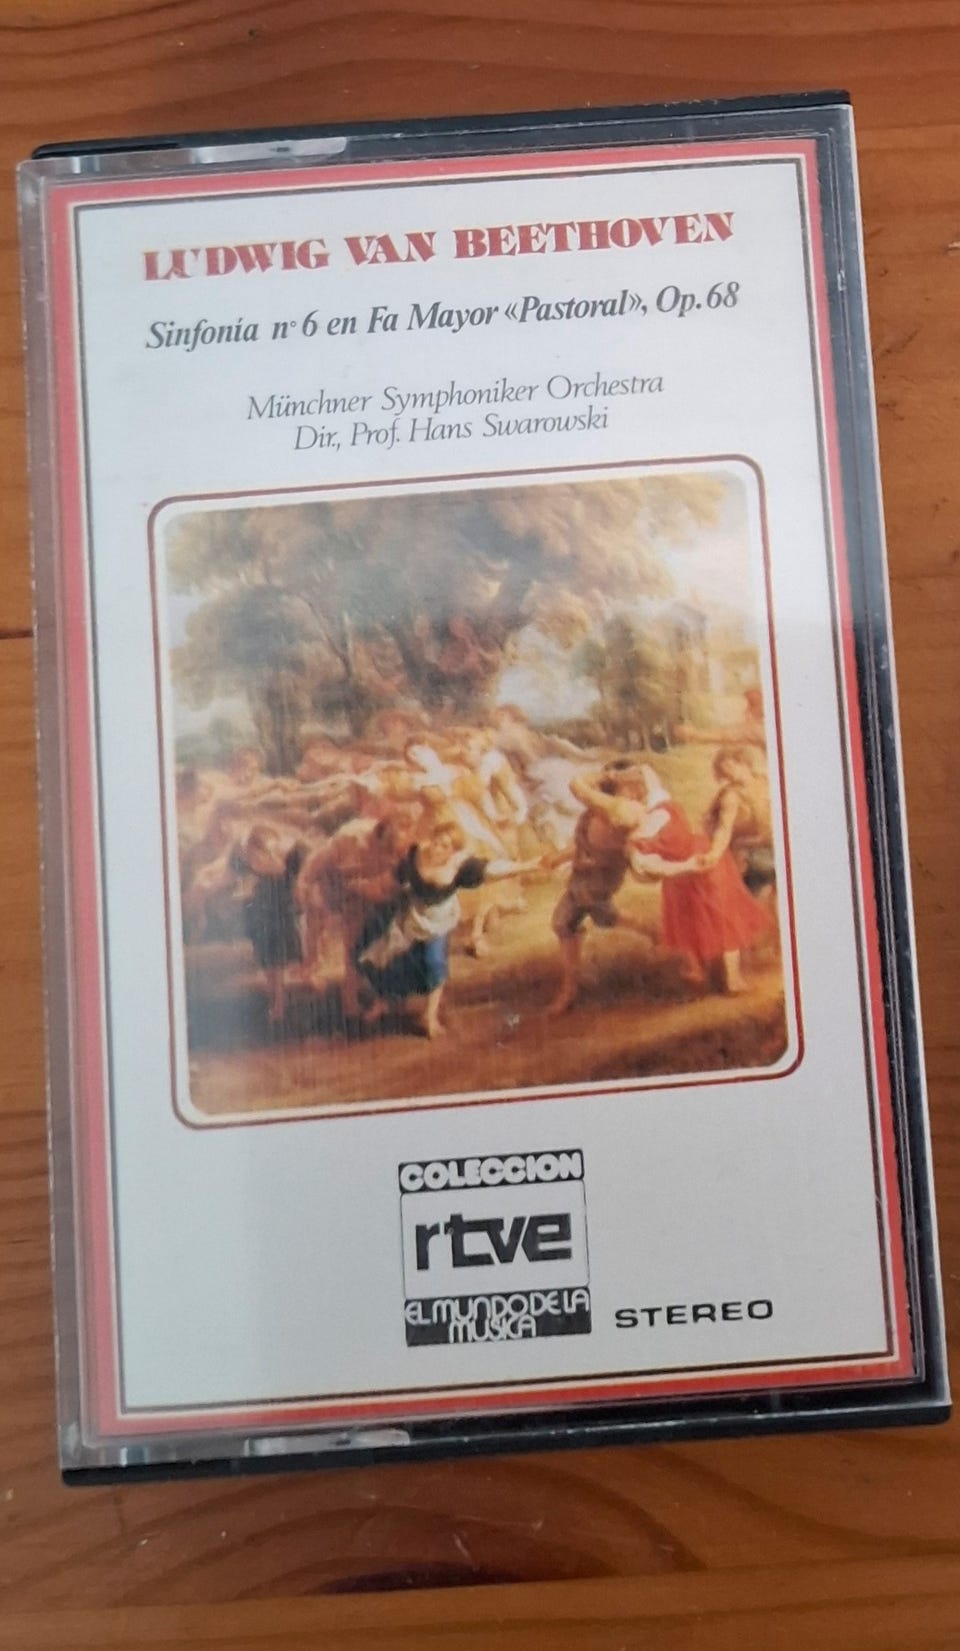 LUDWIG VAN BEETHOVEN
Sinfonía n° 6 en Fa Mayor «Pastoral», Op. 68
Münchner Symphoniker Orchestra
Dir., Prof. Hans Swarowski
COLECCION
rtve
EL MUNDO DE LA
MUSICA
STEREO